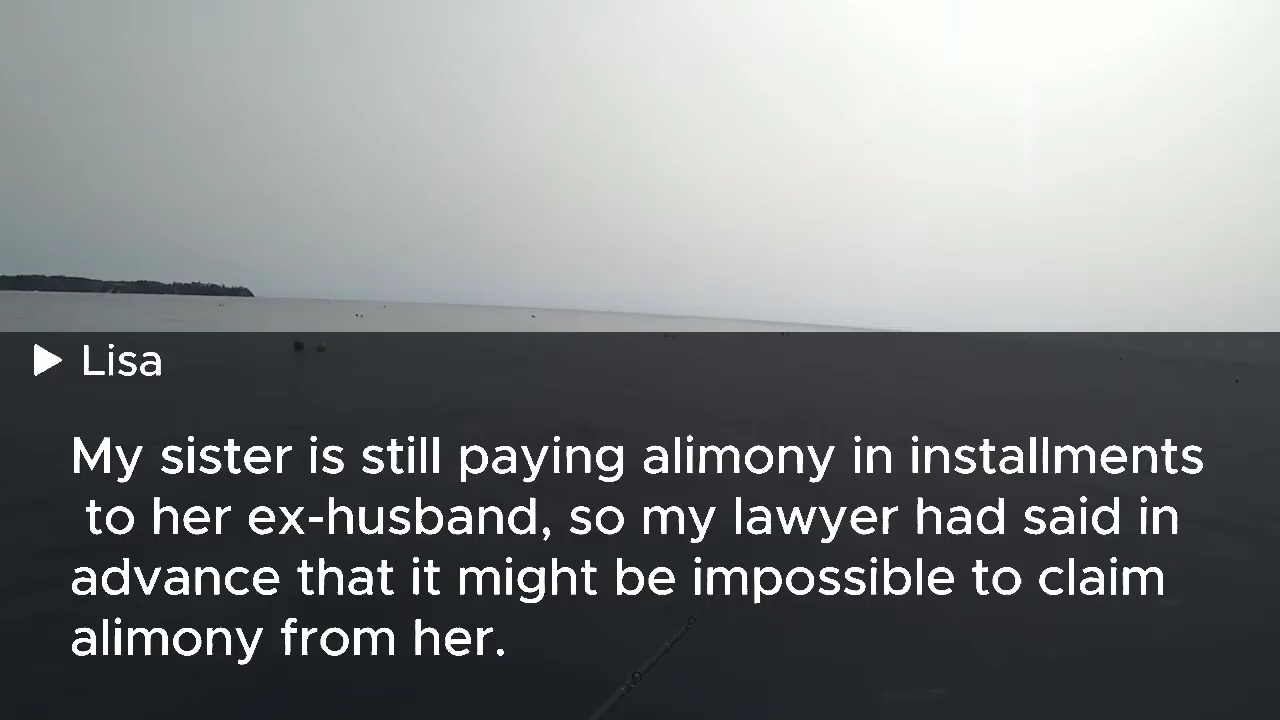 Lisa
My sister is still paying alimony in installments
to her ex-husband, so my lawyer had said in
advance that it might be impossible to claim
alimony from her.